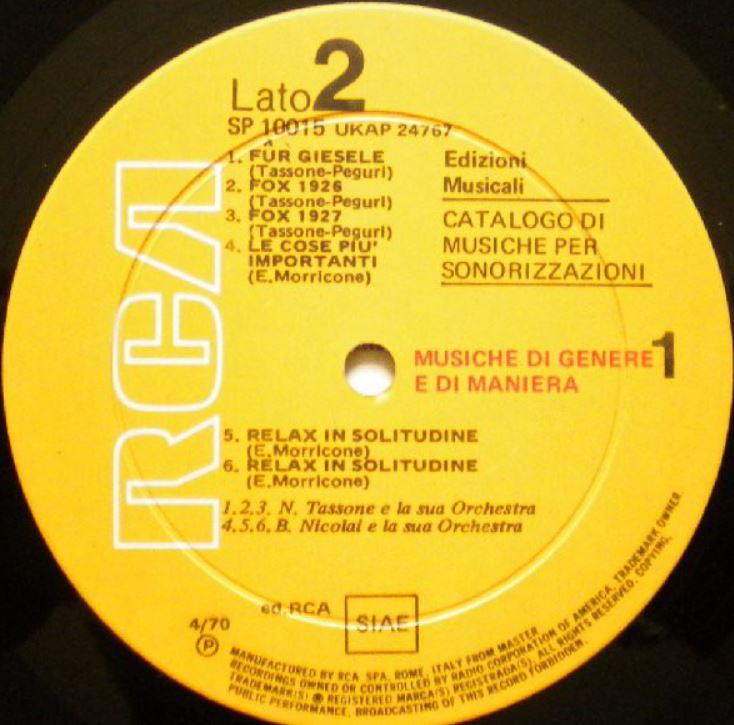 Lato 2
SP 10015 UKAP 24767
1. FÜR GIESELE
(Tassone-Peguri)
2. FOX 1926
(Tassone-Peguri)
3. FOX 1927
(Tassone-Peguri)
4. LE COSE PIU'
IMPORTANTI
(E.Morricone)
Edizioni
Musicali
CATALOGO DI
MUSICHE PER
SONORIZZAZIONI
RCA
MUSICHE DI GENERE
E DI MANIERA
1
5. RELAX IN SOLITUDINE
(E.Morricone)
6. RELAX IN SOLITUDINE
(E.Morricone)
1.2.3. N. Tassone e la sua Orchestra
4.5.6. B. Nicolai e la sua Orchestra
ed.RCA
SIAE
4/70
P
MANUFACTURED BY RCA, SPA, ROME, ITALY FROM MASTER
RECORDINGS OWNED OR CONTROLLED BY RADIO CORPORATION OF AMERICA, TRADEMARK OWNER
TRADEMARK(S) ® REGISTERED MARCA(S) REGISTRADA(S). ALL RIGHTS RESERVED. COPYING,
PUBLIC PERFORMANCE, BROADCASTING OF THIS RECORD FORBIDDEN.